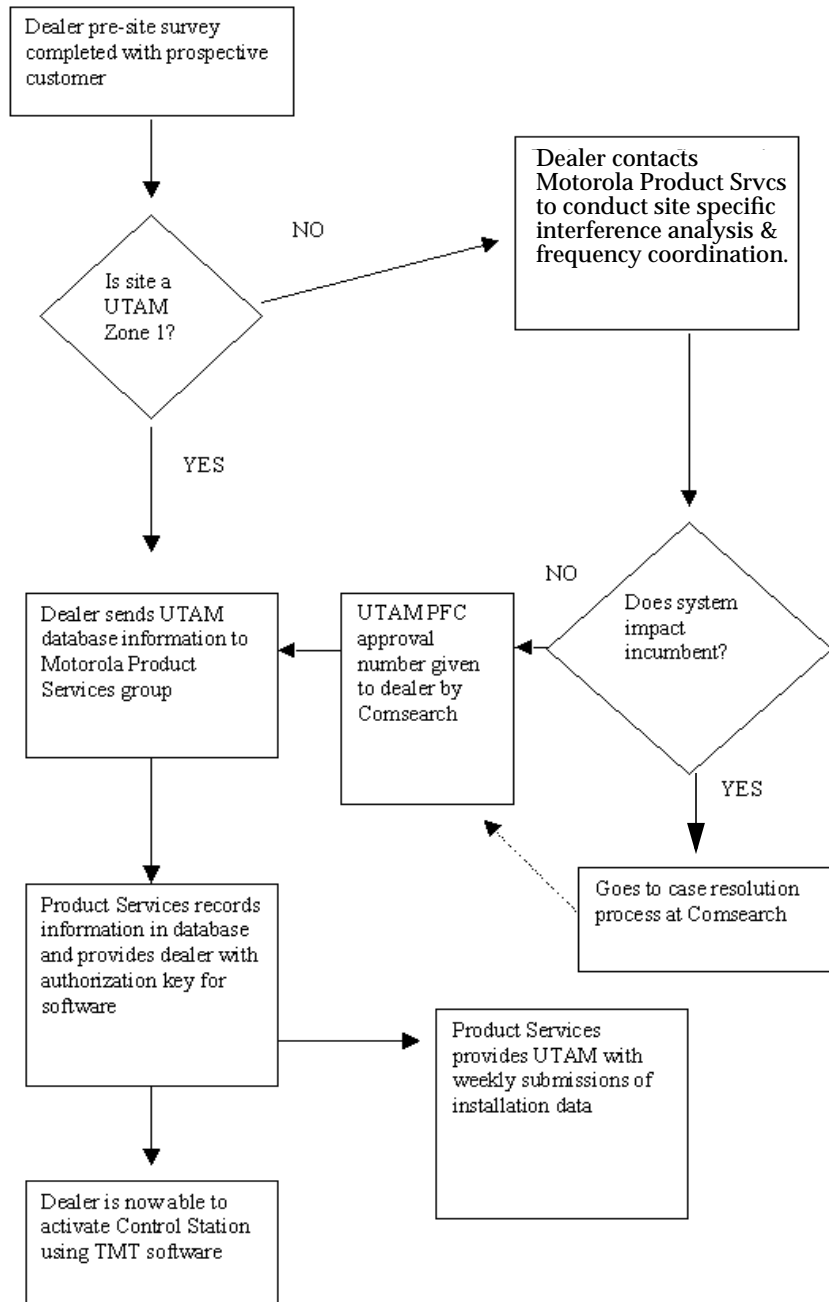 Dealer pre-site survey
completed with prospective
customer
Dealer contacts
Motorola Product Srvcs
to conduct site specific
interference analysis &
frequency coordination.
NO
Is site a
UTAM
Zone 1?
YES
NO
Does system
impact
incumbent?
Dealer sends UTAM
database information to
Motorola Product
Services group
UTAM PFC
approval
number given
to dealer by
Comsearch
YES
Goes to case resolution
process at Comsearch
Product Services records
information in database
and provides dealer with
authorization key for
software
Product Services
provides UTAM with
weekly submissions of
installation data
Dealer is now able to
activate Control Station
using TMT software